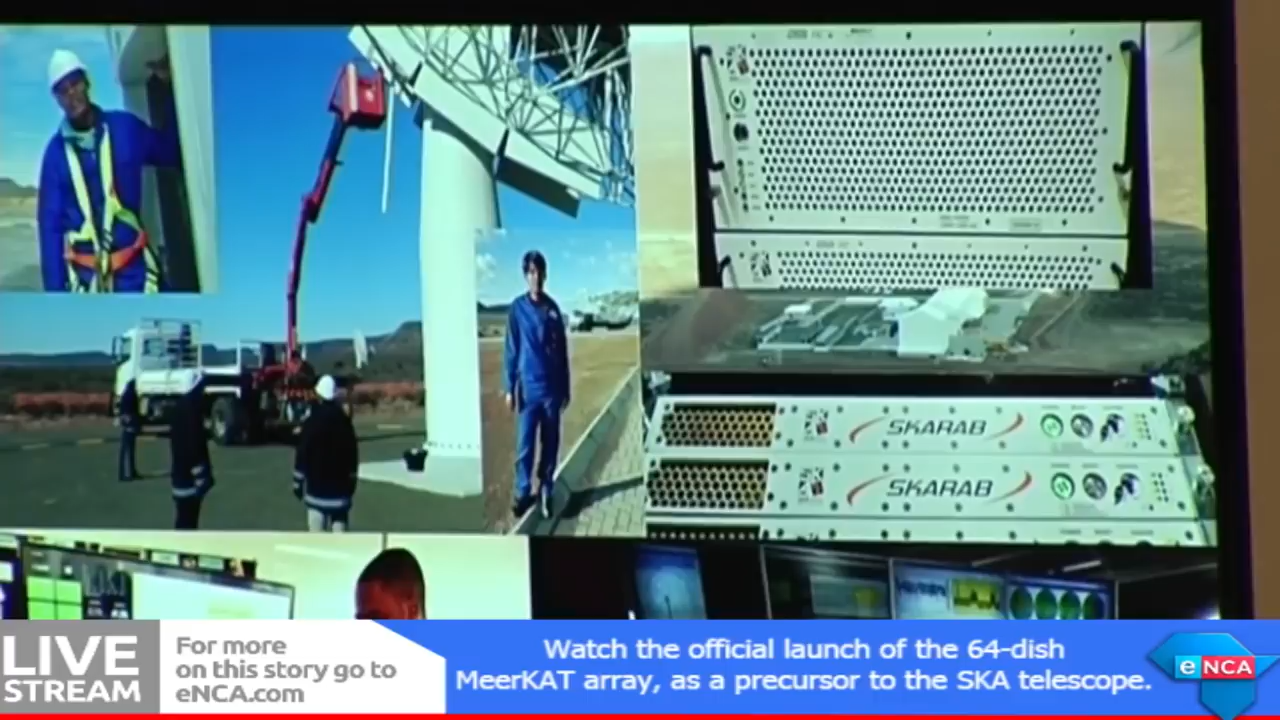 SKARAB
SKARAB
LIVE
STREAM
For more
on this story go to
eNCA.com
Watch the official launch of the 64-dish
MeerKAT array, as a precursor to the SKA telescope.
eNCA